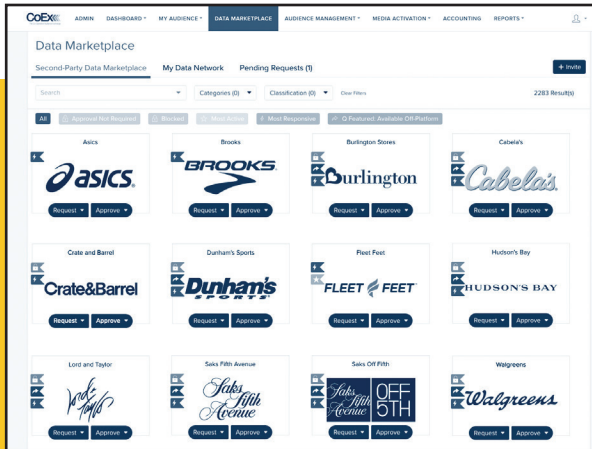 CoEx ADMIN DASHBOARD MY AUDIENCE DATA MARKETPLACE AUDIENCE MANAGEMENT MEDIA ACTIVATION ACCOUNTING REPORTS
Data Marketplace
Second-Party Data Marketplace My Data Network Pending Requests (1) + Invite
Search Categories (0) Classification (0) Clear Filters 2283 Result(s)
All Approval Not Required Blocked Most Active Most Responsive Q Featured: Available Off-Platform
Asics Brooks Burlington Stores Cabela's
asics. BROOKS Burlington Cabela's
Request Approve Request Approve Request Approve Request Approve
Crate and Barrel Dunham's Sports Fleet Feet Hudson's Bay
Crate&Barrel Dunham's SPORTS FLEET FEET HUDSON'S BAY
Request Approve Request Approve Request Approve Request Approve
Lord and Taylor Saks Fifth Avenue Saks Off Fifth Walgreens
Lord & Taylor Saks Fifth Avenue Saks Fifth Avenue OFF 5TH Walgreens
Request Approve Request Approve Request Approve Request Approve